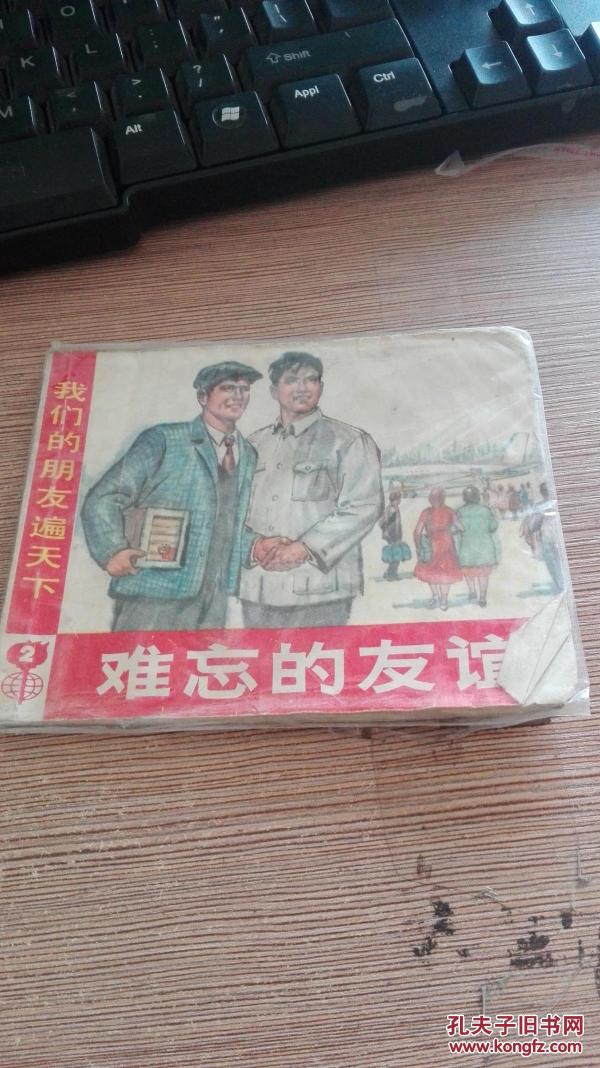 K
L
M
Alt
Shift
Appl
Ctrl
我们的朋友遍天下
2
难忘的友谊
孔夫子旧书网
www.kongfz.com